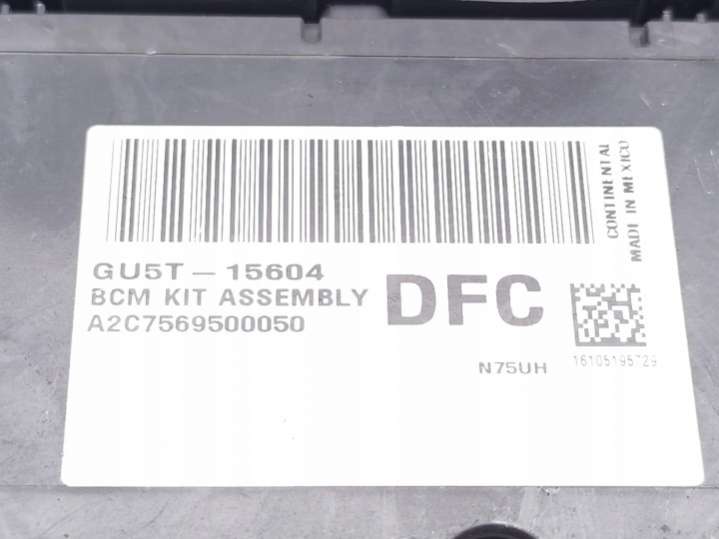 GU5T-15604
BCM KIT ASSEMBLY
A2C7569500050
DFC
N75UH
16105195729
CONTINENTAL
MADE IN MEXICO